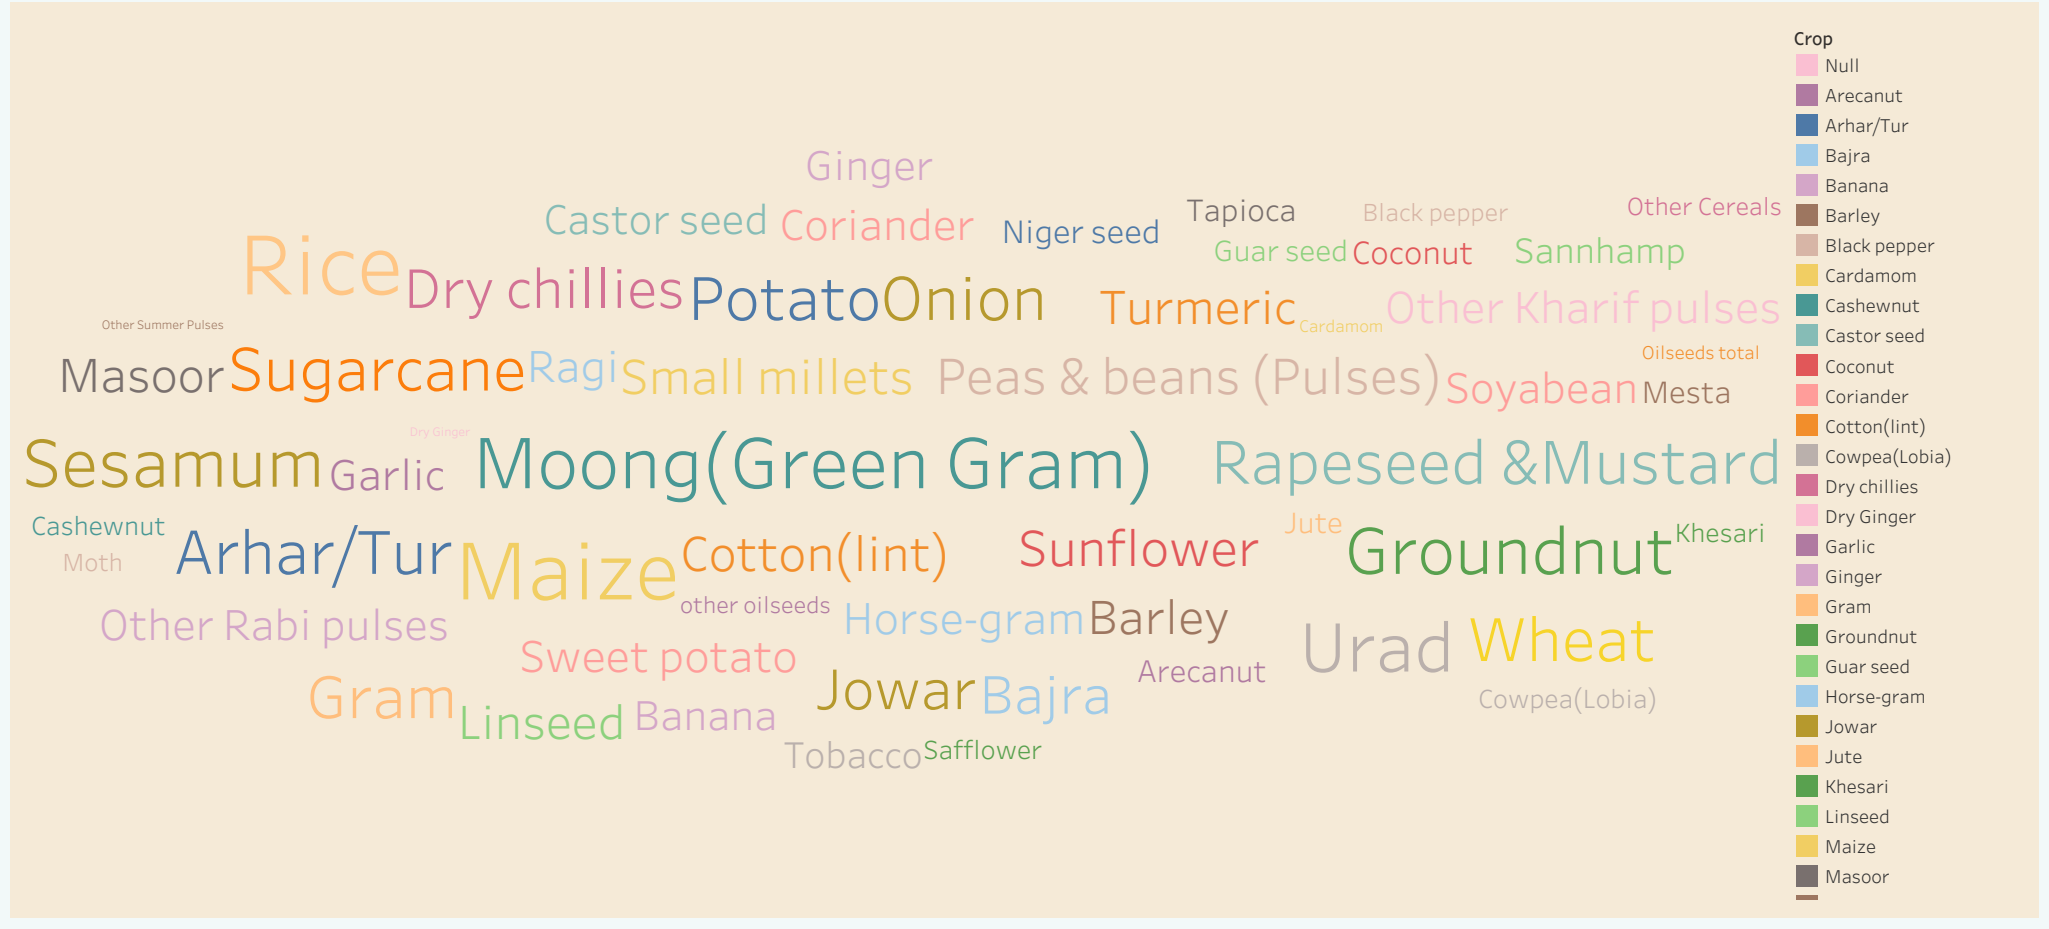 Ginger
Castor seed Coriander Niger seed Tapioca Black pepper Other Cereals
Guar seed Coconut Sannhamp
Rice Dry chillies Potato Onion Turmeric Cardamom Other Kharif pulses
Other Summer Pulses
Oilseeds total
Masoor Sugarcane Ragi Small millets Peas & beans (Pulses) Soyabean Mesta
Dry Ginger
Sesamum Garlic Moong(Green Gram) Rapeseed &Mustard
Cashewnut Jute Khesari
Moth Arhar/Tur Maize Cotton(lint) Sunflower Groundnut
other oilseeds
Other Rabi pulses Horse-gram Barley Urad Wheat
Sweet potato Arecanut
Gram Linseed Banana Jowar Bajra Cowpea(Lobia)
Tobacco Safflower
Crop
Null
Arecanut
Arhar/Tur
Bajra
Banana
Barley
Black pepper
Cardamom
Cashewnut
Castor seed
Coconut
Coriander
Cotton(lint)
Cowpea(Lobia)
Dry chillies
Dry Ginger
Garlic
Ginger
Gram
Groundnut
Guar seed
Horse-gram
Jowar
Jute
Khesari
Linseed
Maize
Masoor